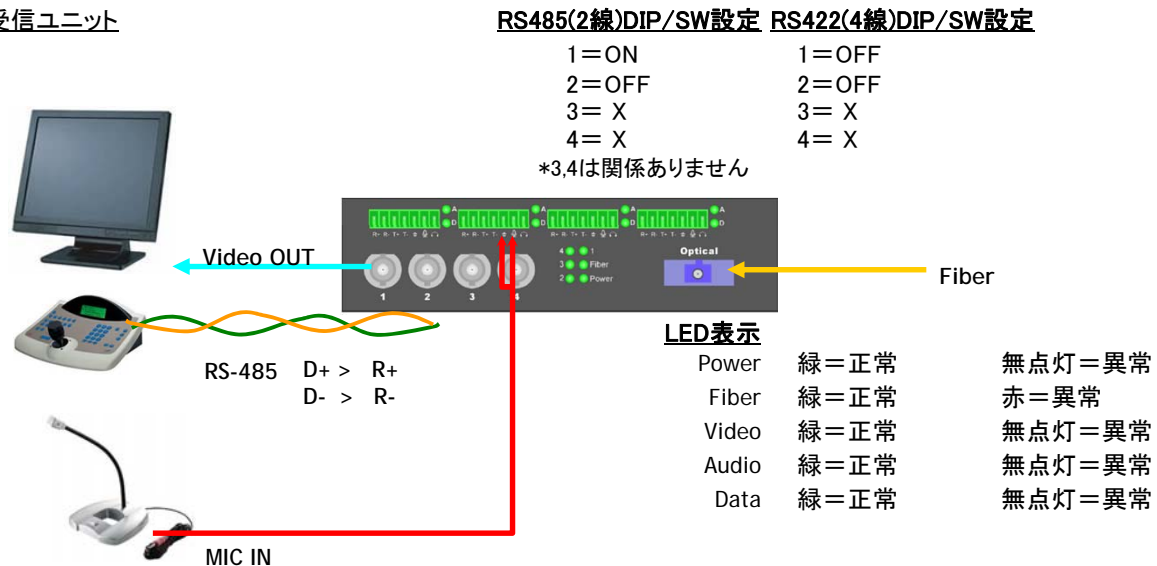 受信ユニット
RS485(2線)DIP/SW設定 RS422(4線)DIP/SW設定
1=ON 1=OFF
2=OFF 2=OFF
3= X 3= X
4= X 4= X
*3,4は関係ありません
A A A A
D D D D
R+ R- T+ T- R+ R- T+ T- R+ R- T+ T- R+ R- T+ T-
4 1
3 Fiber
2 Power
Optical
1 2 3 4
Video OUT
Fiber
RS-485 D+ > R+
D- > R-
MIC IN
LED表示
Power 緑=正常 無点灯=異常
Fiber 緑=正常 赤=異常
Video 緑=正常 無点灯=異常
Audio 緑=正常 無点灯=異常
Data 緑=正常 無点灯=異常